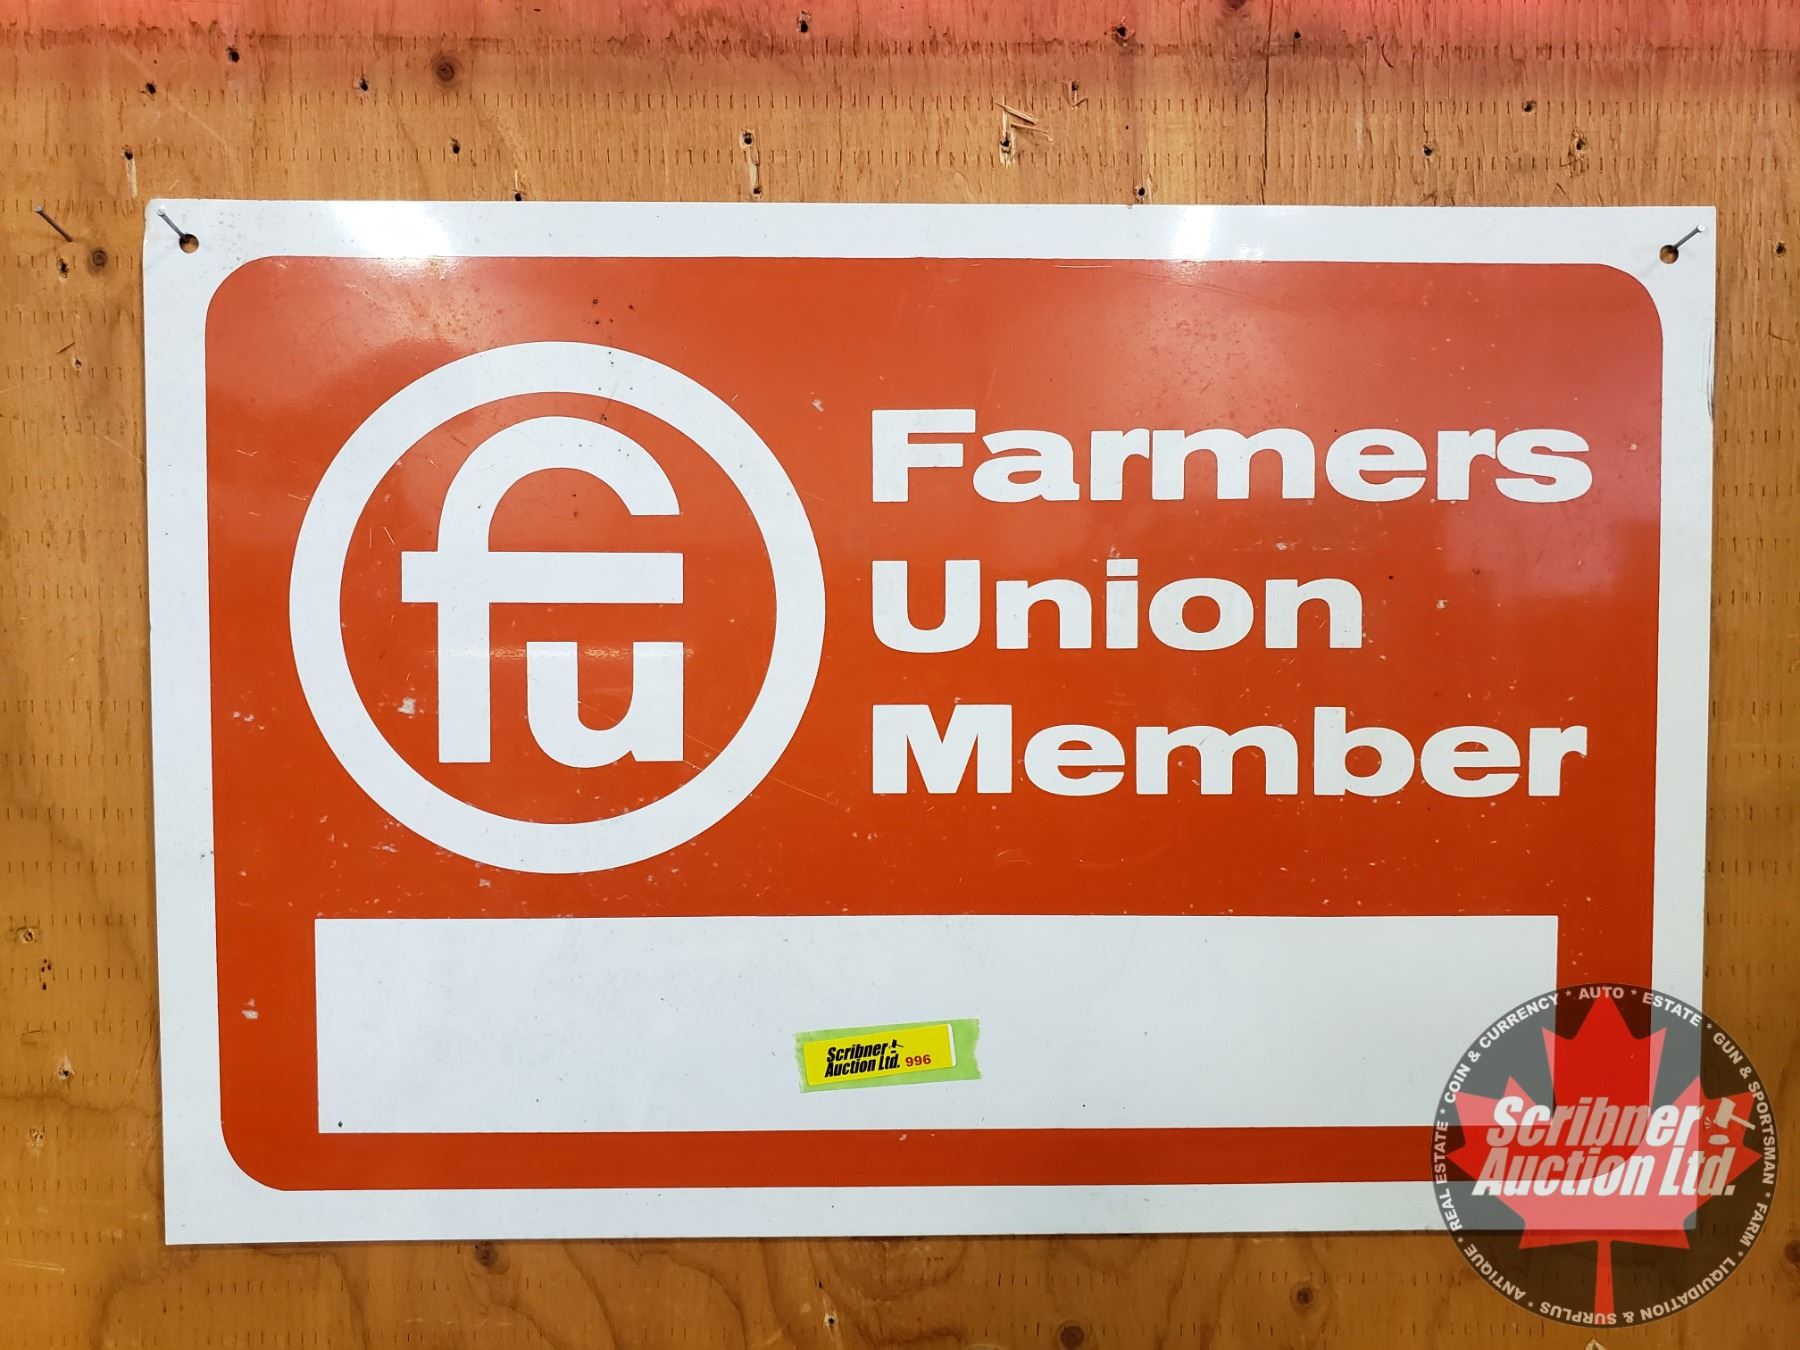 fu
Farmers
Union
Member
Scribner
Auction Ltd. 996
Scribner
Auction Ltd.
* REAL ESTATE * COIN & CURRENCY * AUTO * ESTATE * GUN & SPORTSMAN * FARM * LIQUIDATION & SURPLUS * ANTIQUE